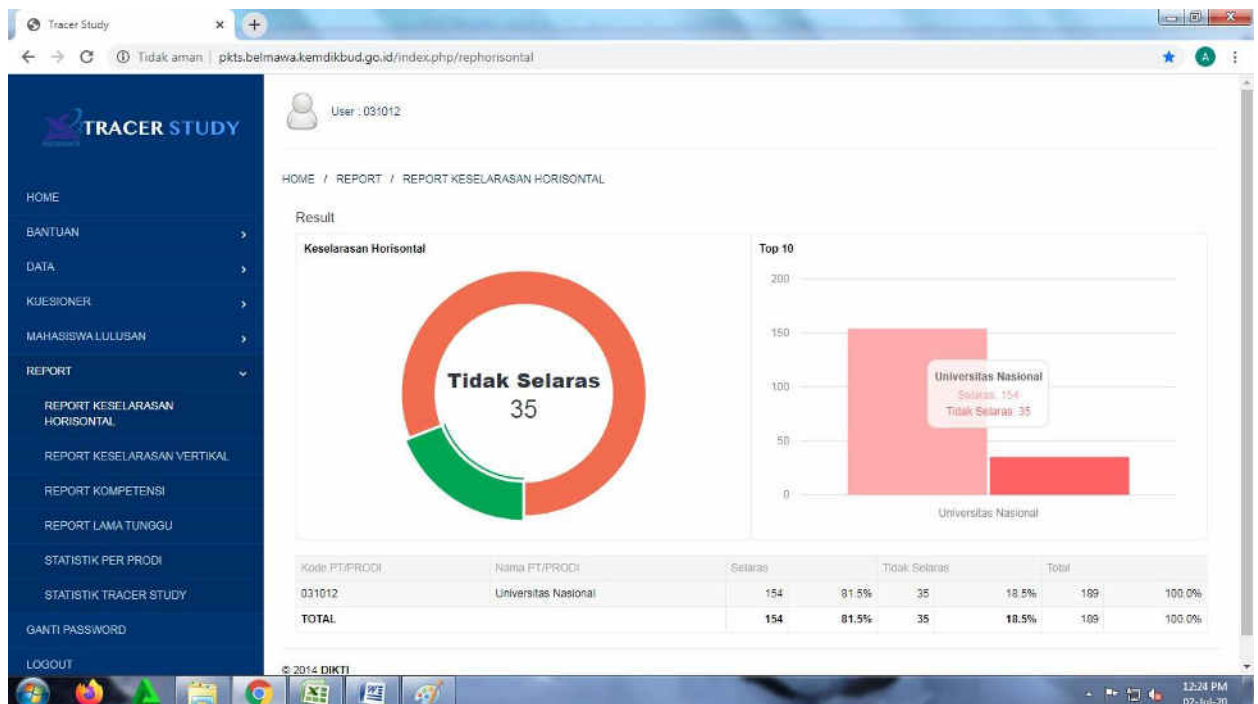 Tracer Study
Tidak aman | pkts.belmawa.kemdikbud.go.id/index.php/rephorisontal
A
TRACER STUDY
User : 031012
HOME / REPORT / REPORT KESELARASAN HORISONTAL
HOME
BANTUAN
DATA
KUESIONER
MAHASISWA LULUSAN
REPORT
REPORT KESELARASAN
HORISONTAL
REPORT KESELARASAN VERTIKAL
REPORT KOMPETENSI
REPORT LAMA TUNGGU
STATISTIK PER PRODI
STATISTIK TRACER STUDY
GANTI PASSWORD
LOGOUT
Result
Keselarasan Horisontal
Tidak Selaras
35
Top 10
200
150
100
50
0
Universitas Nasional
Selaras: 154
Tidak Selaras: 35
Universitas Nasional
Kode PT/PRODI Nama PT/PRODI Selaras Tidak Selaras Total
031012 Universitas Nasional 154 81.5% 35 18.5% 189 100.0%
TOTAL 154 81.5% 35 18.5% 189 100.0%
© 2014 DIKTI
12:24 PM
02-Jul-20